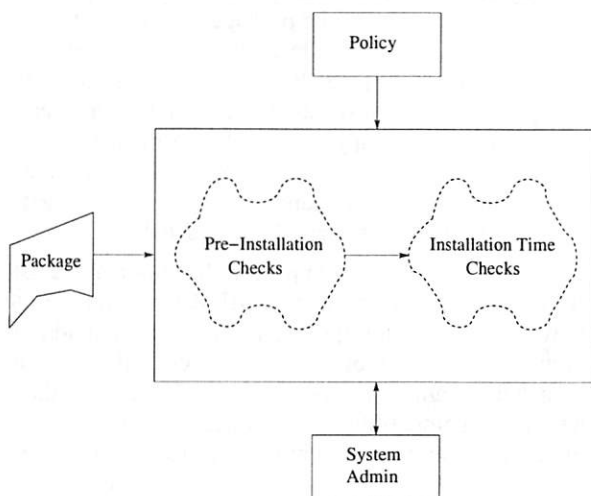 Policy
Package
Pre-Installation
Checks
Installation Time
Checks
System
Admin